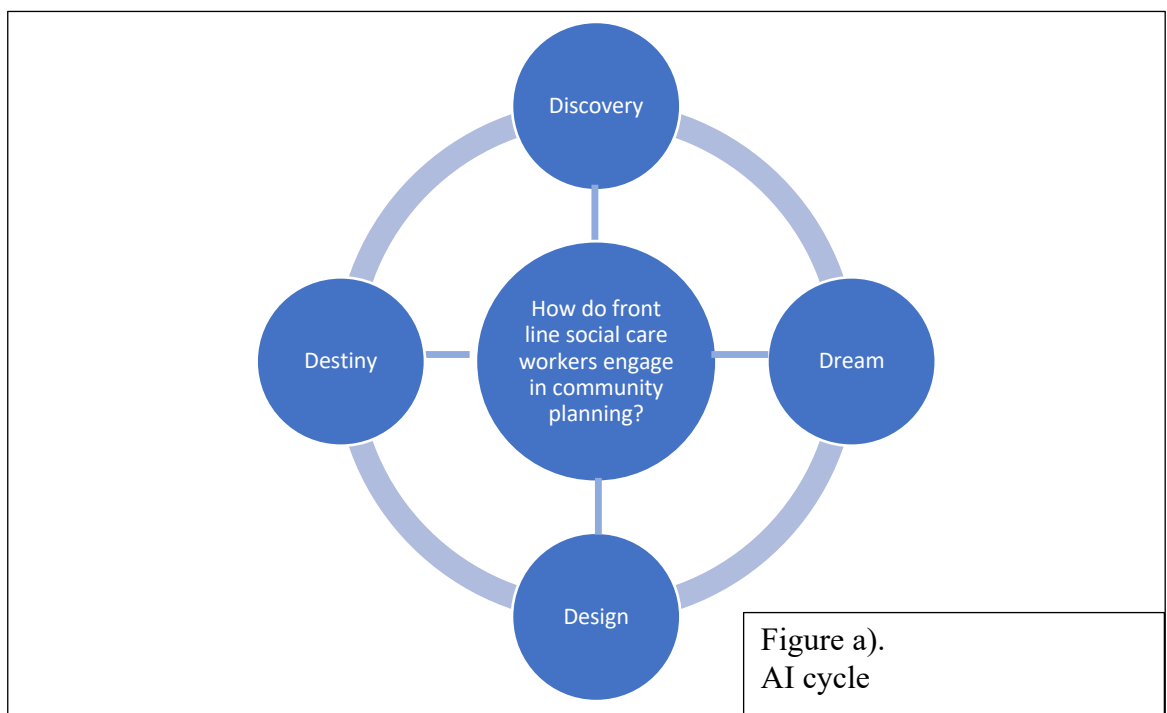 Discovery
How do front
line social care
workers engage
in community
planning?
Destiny
Dream
Design
Figure a).
AI cycle